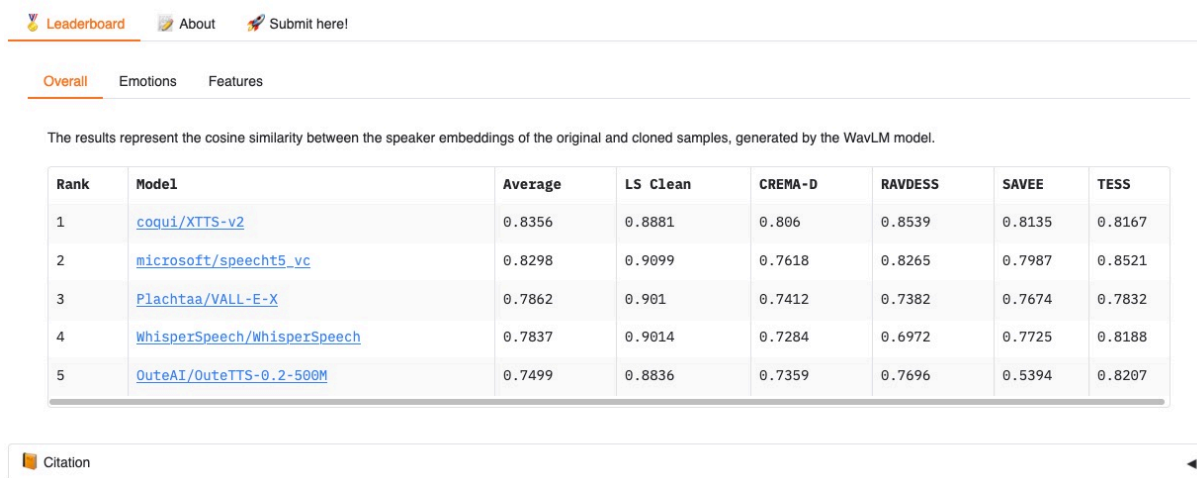 Leaderboard About Submit here!
Overall Emotions Features
The results represent the cosine similarity between the speaker embeddings of the original and cloned samples, generated by the WavLM model.
Rank Model Average LS Clean CREMA-D RAVDESS SAVEE TESS
1 coqui/XTTS-v2 0.8356 0.8881 0.806 0.8539 0.8135 0.8167
2 microsoft/speecht5_vc 0.8298 0.9099 0.7618 0.8265 0.7987 0.8521
3 Plachtaa/VALL-E-X 0.7862 0.901 0.7412 0.7382 0.7674 0.7832
4 WhisperSpeech/WhisperSpeech 0.7837 0.9014 0.7284 0.6972 0.7725 0.8188
5 OuteAI/OuteTTS-0.2-500M 0.7499 0.8836 0.7359 0.7696 0.5394 0.8207
Citation